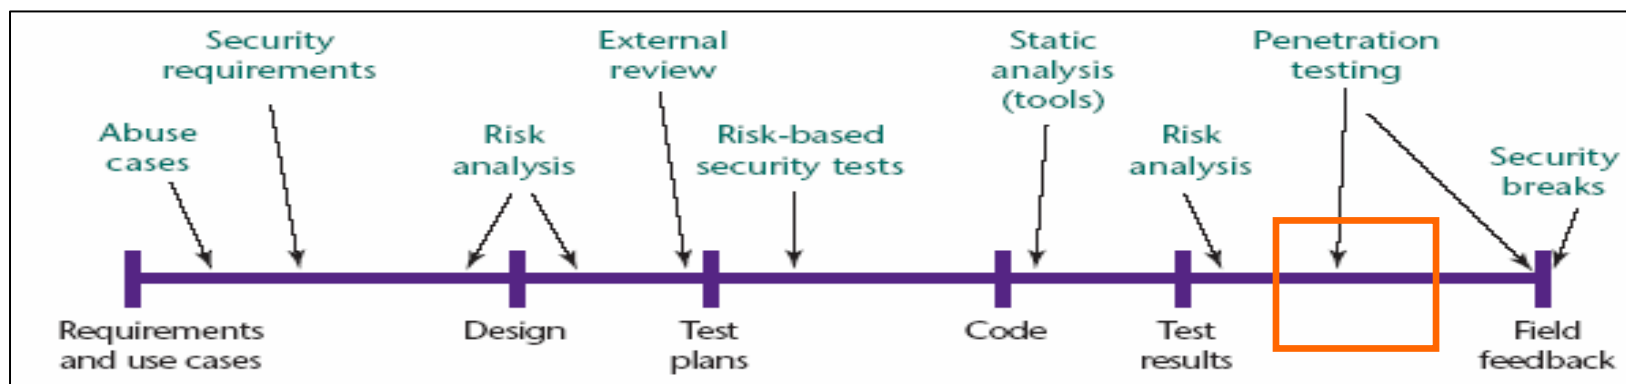 Security
requirements
External
review
Static
analysis
(tools)
Penetration
testing
Abuse
cases
Risk
analysis
Risk-based
security tests
Risk
analysis
Security
breaks
Requirements
and use cases
Design
Test
plans
Code
Test
results
Field
feedback